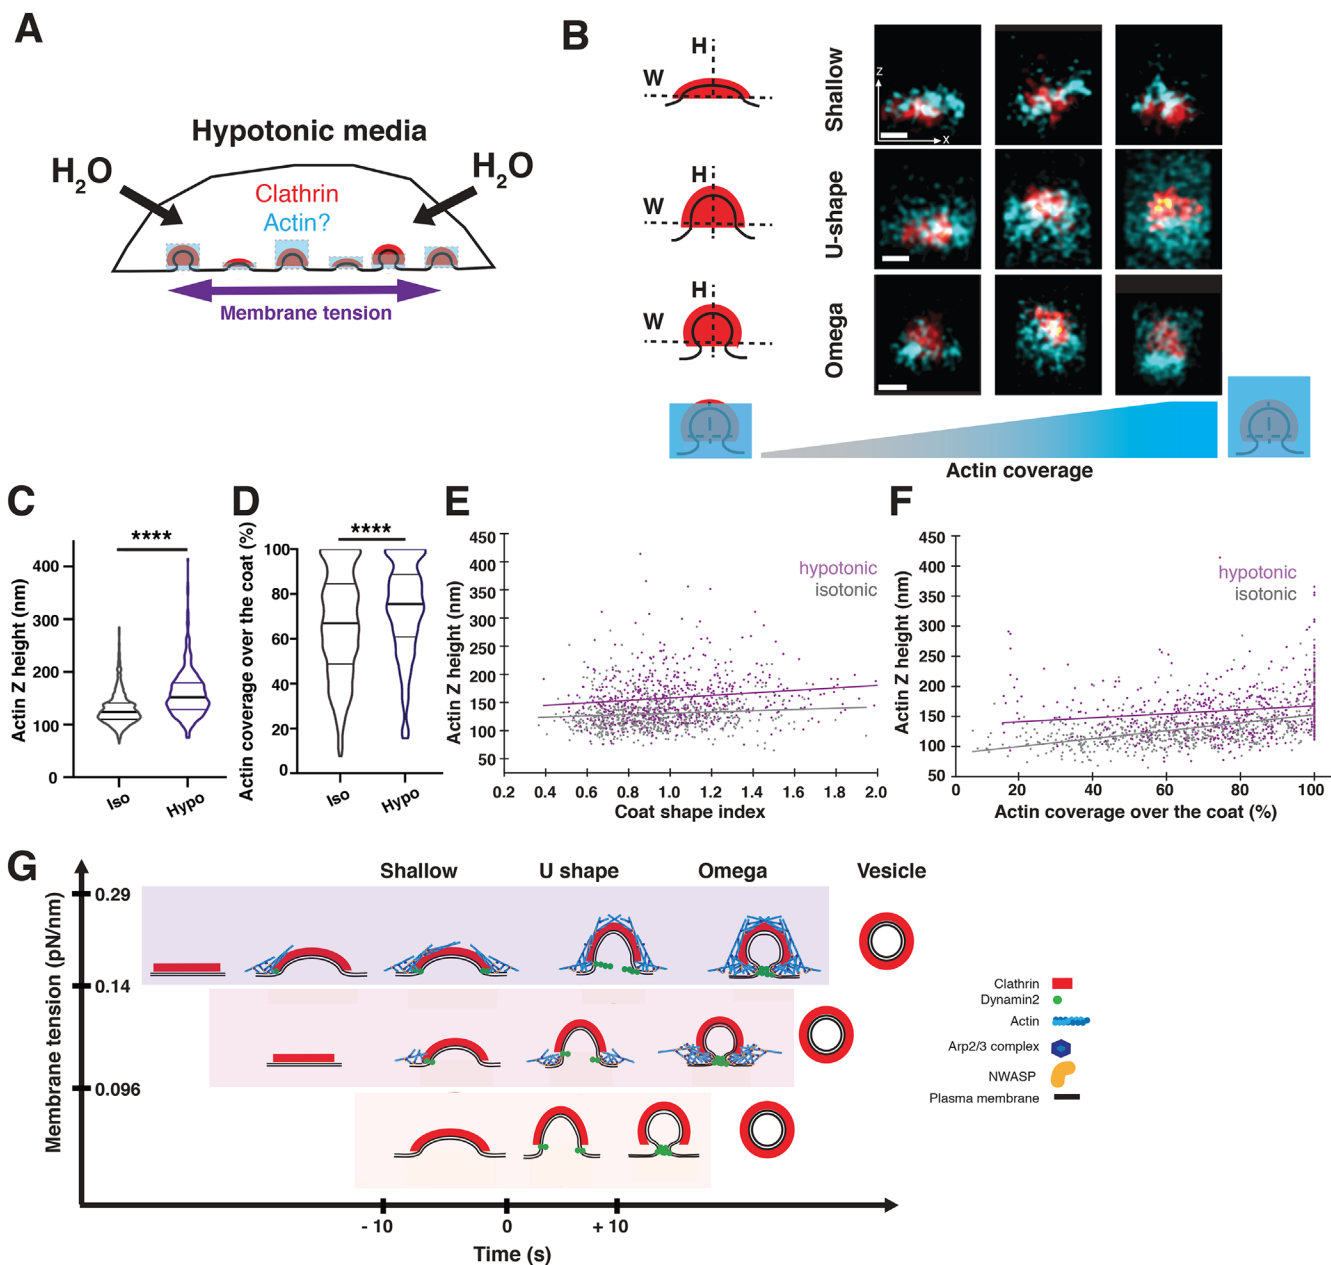 A
Hypotonic media
H2O
H2O
Clathrin
Actin?
Membrane tension
B
H
W
H
W
H
W
Shallow
U-shape
Omega
Z
X
Actin coverage
C
****
Actin Z height (nm)
400
300
200
100
0
Iso
Hypo
D
****
Actin coverage over the coat (%)
100
80
60
40
20
0
Iso
Hypo
E
Actin Z height (nm)
450
400
350
300
250
200
150
100
50
hypotonic
isotonic
0.2 0.4 0.6 0.8 1.0 1.2 1.4 1.6 1.8 2.0
Coat shape index
F
Actin Z height (nm)
450
400
350
300
250
200
150
100
50
hypotonic
isotonic
0 20 40 60 80 100
Actin coverage over the coat (%)
G
Shallow U shape Omega Vesicle
Membrane tension (pN/nm)
0.29
0.14
0.096
Clathrin
Dynamin2
Actin
Arp2/3 complex
NWASP
Plasma membrane
- 10 0 + 10
Time (s)